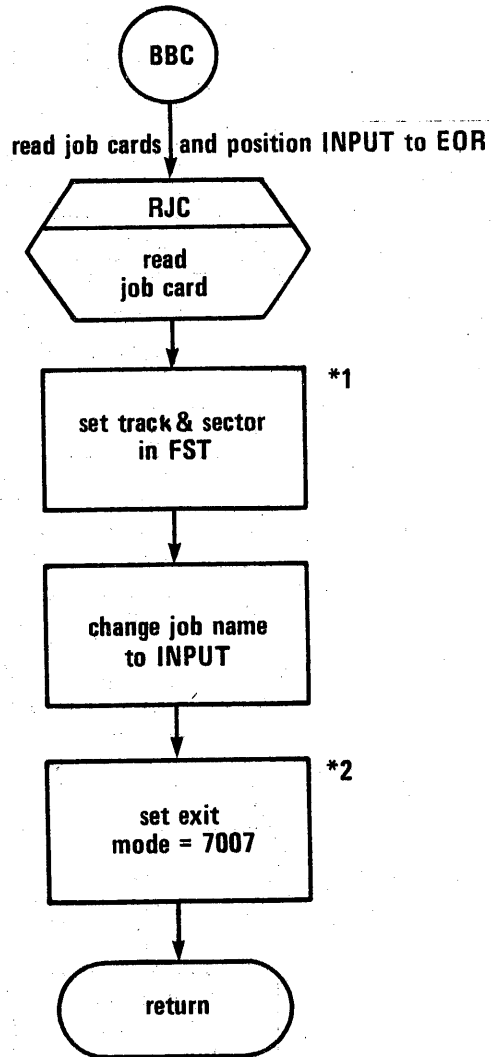 BBC
read job cards and position INPUT to EOR
RJC
read
job card
*1
set track & sector
in FST
change job name
to INPUT
*2
set exit
mode = 7007
return